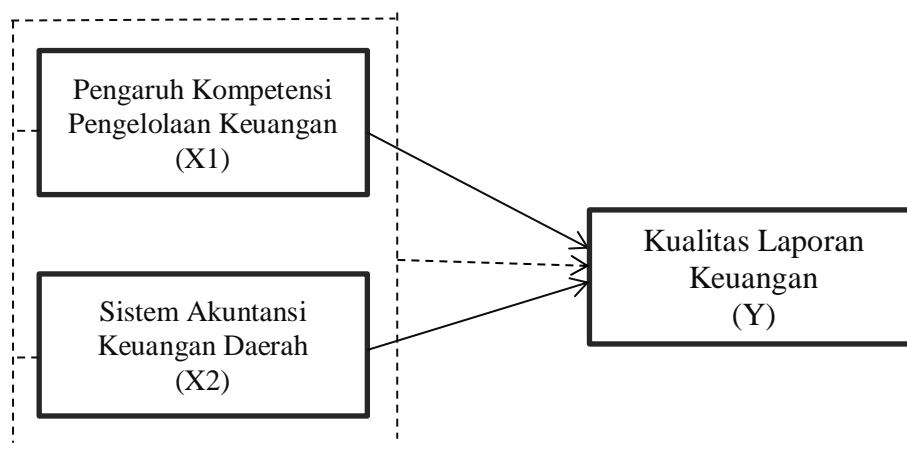 Pengaruh Kompetensi
Pengelolaan Keuangan
(X1)
Sistem Akuntansi
Keuangan Daerah
(X2)
Kualitas Laporan
Keuangan
(Y)